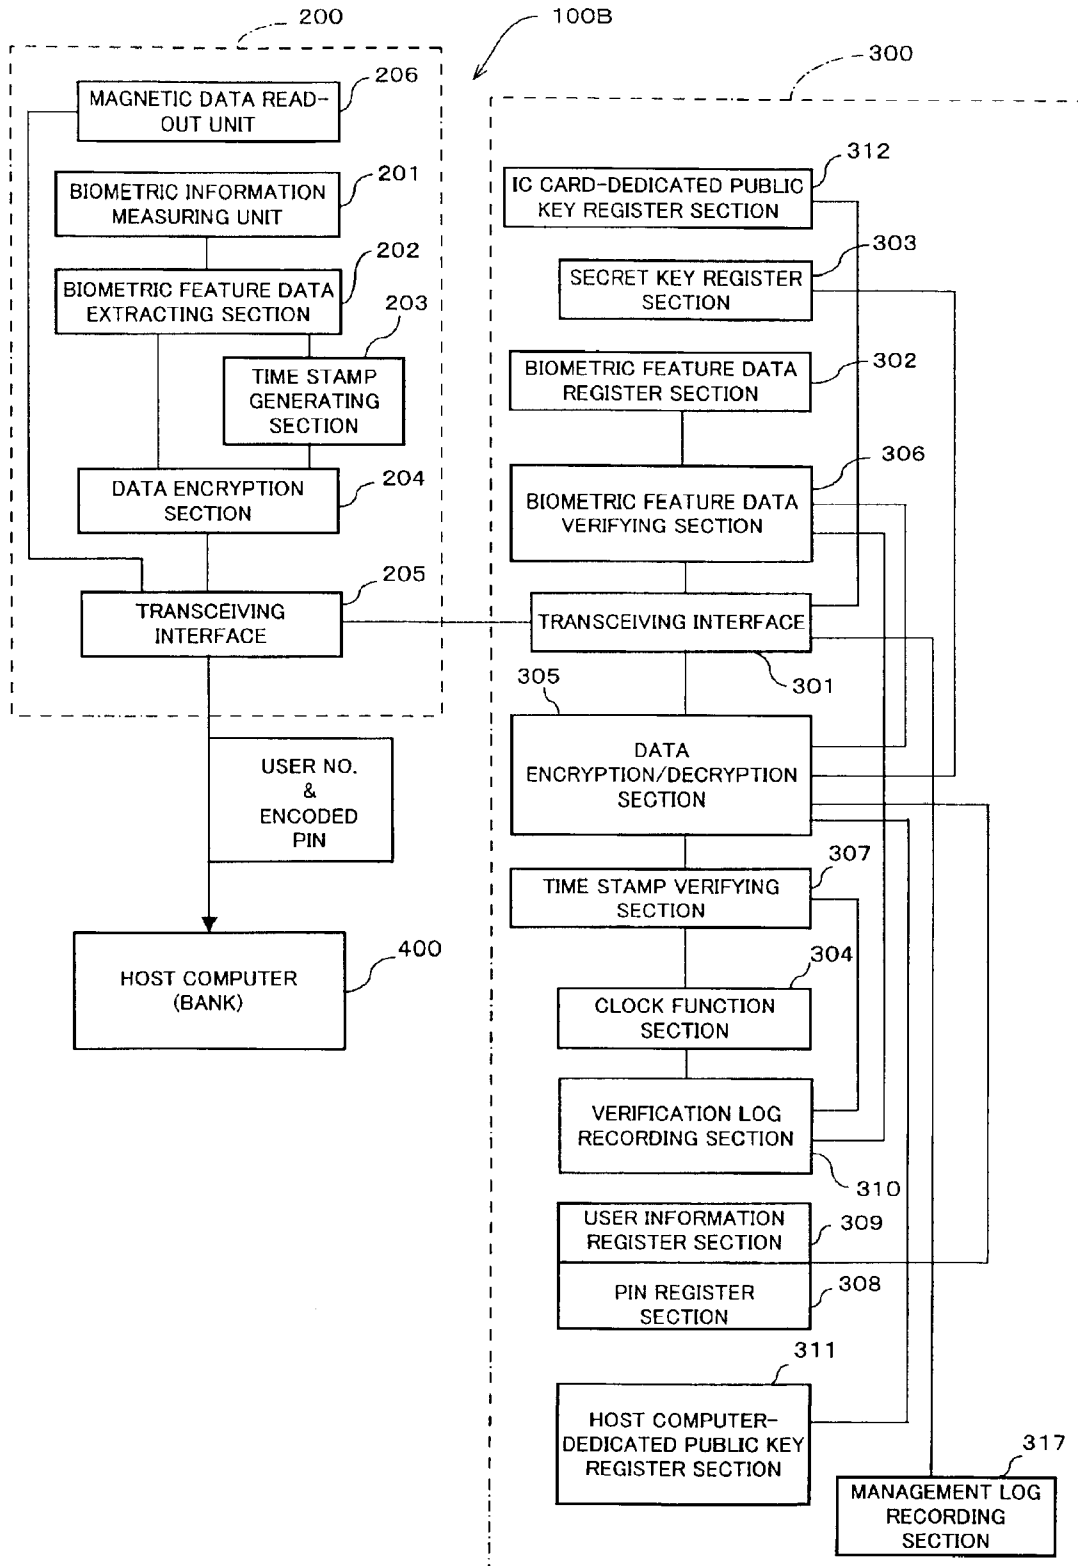 200
100B
300
206
MAGNETIC DATA READ-
OUT UNIT
201
BIOMETRIC INFORMATION
MEASURING UNIT
202
BIOMETRIC FEATURE DATA
EXTRACTING SECTION
203
TIME STAMP
GENERATING
SECTION
204
DATA ENCRYPTION
SECTION
205
TRANSCEIVING
INTERFACE
USER NO.
&
ENCODED
PIN
400
HOST COMPUTER
(BANK)
312
IC CARD-DEDICATED PUBLIC
KEY REGISTER SECTION
303
SECRET KEY REGISTER
SECTION
302
BIOMETRIC FEATURE DATA
REGISTER SECTION
306
BIOMETRIC FEATURE DATA
VERIFYING SECTION
TRANSCEIVING INTERFACE
301
305
DATA
ENCRYPTION/DECRYPTION
SECTION
307
TIME STAMP VERIFYING
SECTION
304
CLOCK FUNCTION
SECTION
VERIFICATION LOG
RECORDING SECTION
310
USER INFORMATION
REGISTER SECTION
309
PIN REGISTER
SECTION
308
311
HOST COMPUTER-
DEDICATED PUBLIC KEY
REGISTER SECTION
317
MANAGEMENT LOG
RECORDING
SECTION